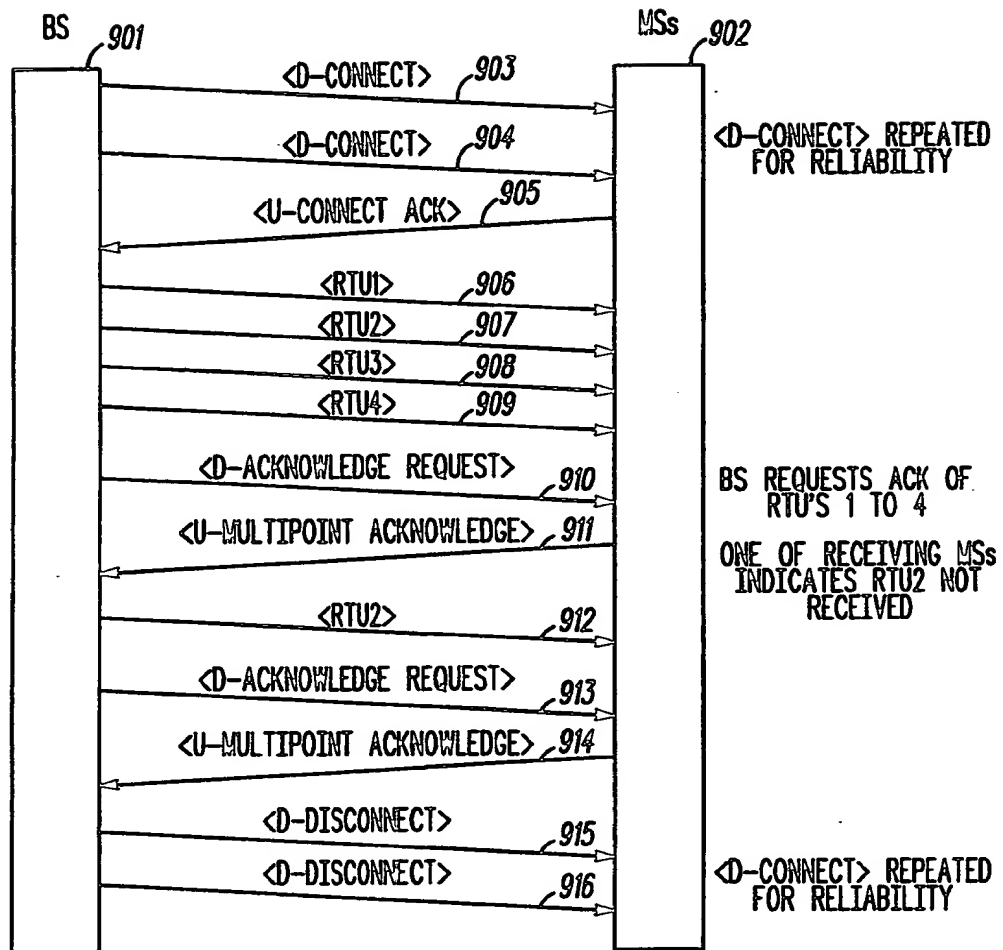 BS
901
MSs
902
<D-CONNECT>
903
<D-CONNECT> REPEATED
FOR RELIABILITY
<D-CONNECT>
904
<U-CONNECT ACK>
905
<RTU1>
906
<RTU2>
907
<RTU3>
908
<RTU4>
909
<D-ACKNOWLEDGE REQUEST>
910
BS REQUESTS ACK OF
RTU'S 1 TO 4
<U-MULTIPOINT ACKNOWLEDGE>
911
ONE OF RECEIVING MSs
INDICATES RTU2 NOT
RECEIVED
<RTU2>
912
<D-ACKNOWLEDGE REQUEST>
913
<U-MULTIPOINT ACKNOWLEDGE>
914
<D-DISCONNECT>
915
<D-DISCONNECT>
916
<D-CONNECT> REPEATED
FOR RELIABILITY